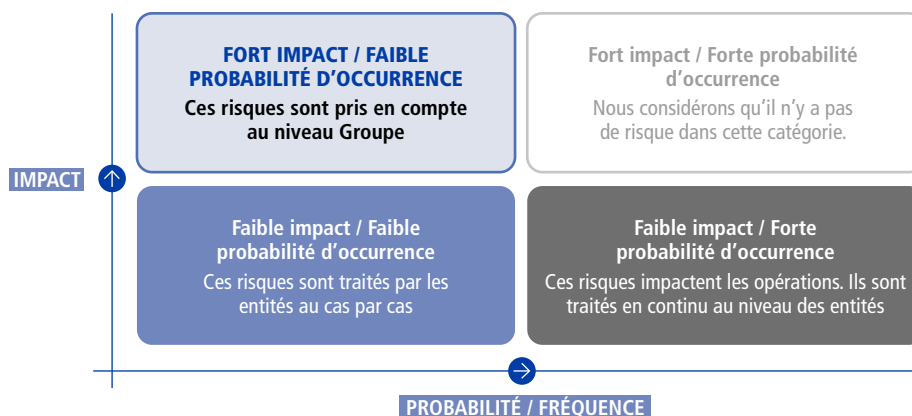 FORT IMPACT / FAIBLE
PROBABILITÉ D’OCCURRENCE
Ces risques sont pris en compte
au niveau Groupe
Fort impact / Forte probabilité
d’occurrence
Nous considérons qu’il n’y a pas
de risque dans cette catégorie.
IMPACT
Faible impact / Faible
probabilité d’occurrence
Ces risques sont traités par les
entités au cas par cas
Faible impact / Forte
probabilité d’occurrence
Ces risques impactent les opérations. Ils sont
traités en continu au niveau des entités
PROBABILITÉ / FRÉQUENCE